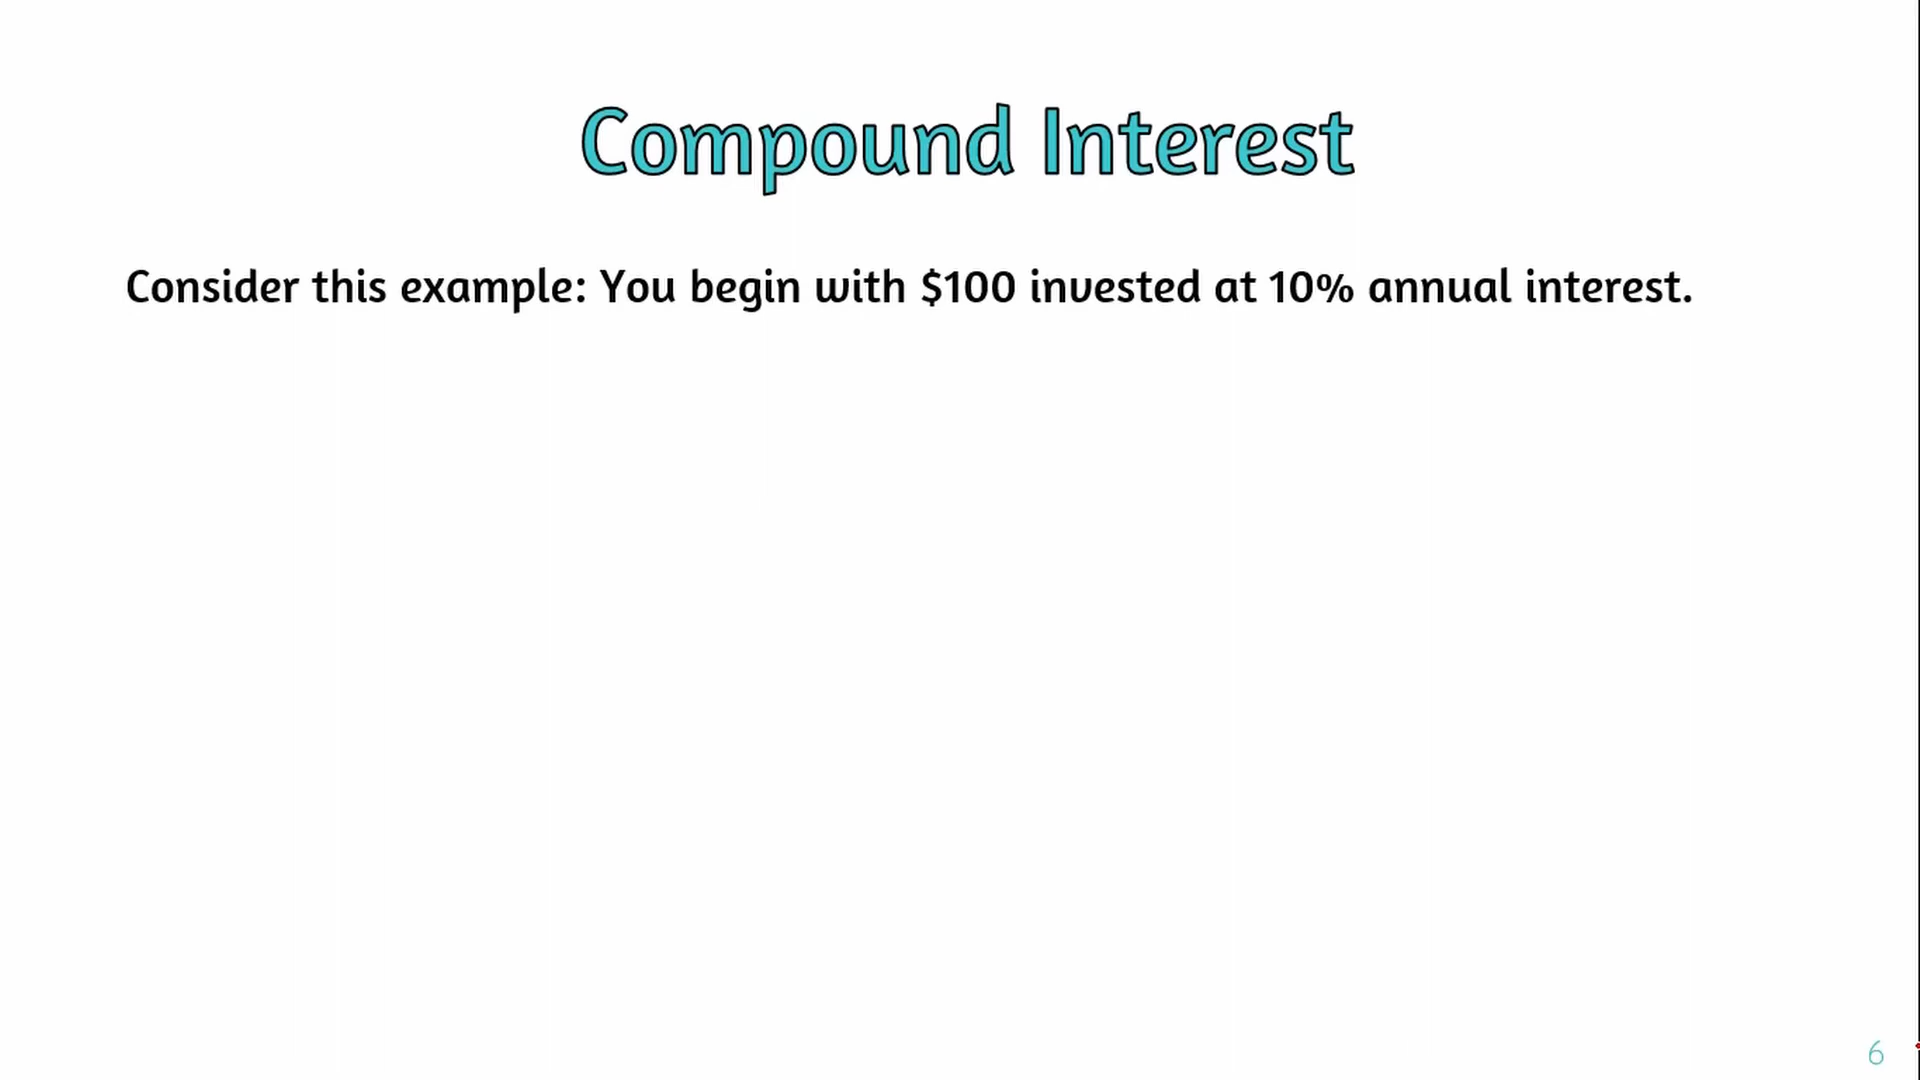 Compound Interest
Consider this example: You begin with $100 invested at 10% annual interest.
6